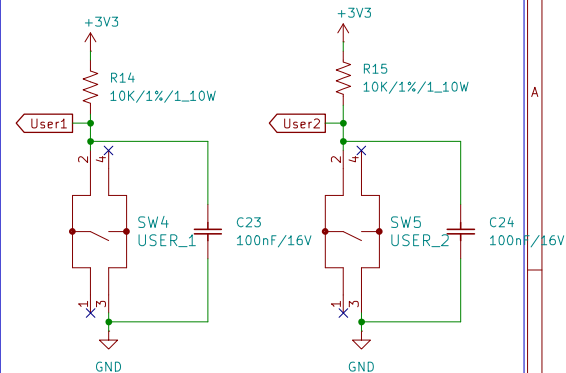 +3V3
R14
10K/1%/1_10W
User1
2
4
SW4
USER_1
C23
100nF/16V
1
3
GND
+3V3
R15
10K/1%/1_10W
User2
2
4
SW5
USER_2
C24
100nF/16V
1
3
GND
A